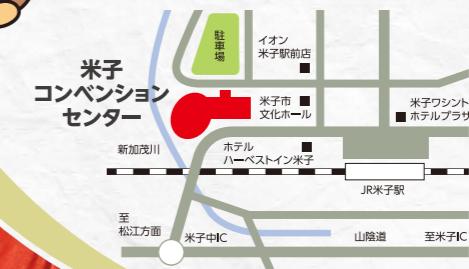 駐車場
イオン
米子駅前店
米子
コンベンション
センター
米子市
文化ホール
米子ワシント
ホテルプラザ
新加茂川
ホテル
ハーベストイン米子
JR米子駅
至
松江方面
米子中IC
山陰道
至米子IC